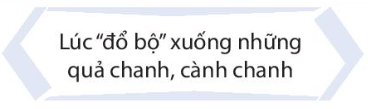 Lúc “đổ bộ” xuống những
quả chanh, cành chanh